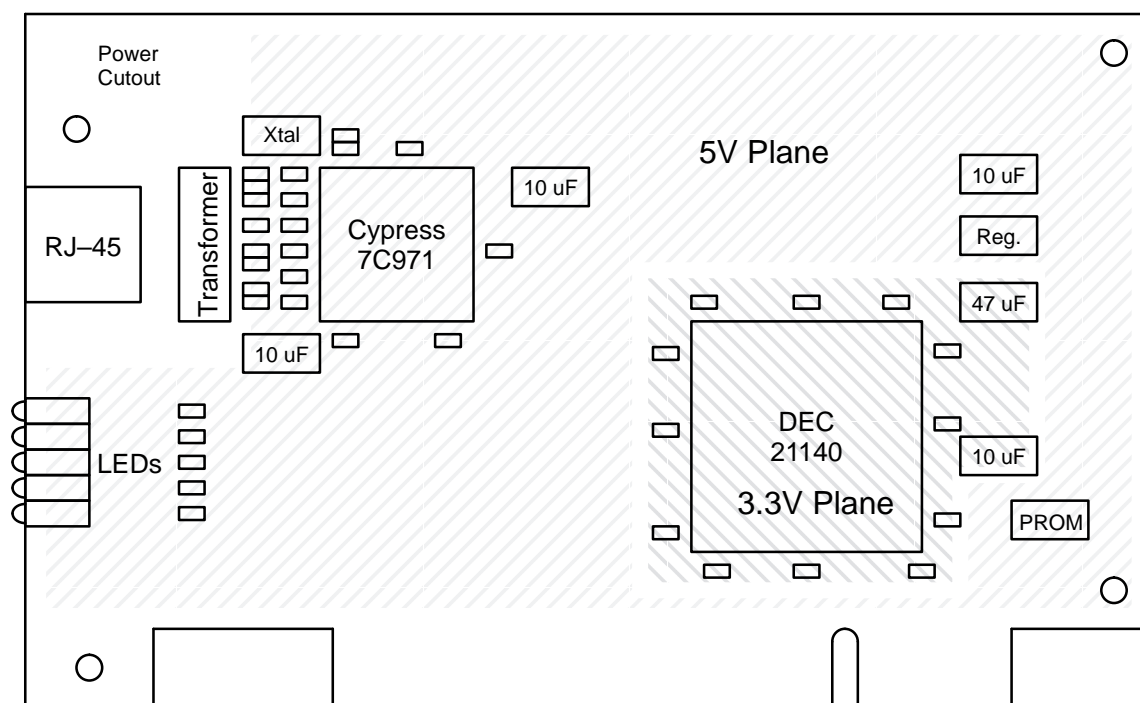 Power
Cutout
Xtal
5V Plane
10 uF
10 uF
Transformer
RJ–45
Cypress
7C971
Reg.
47 uF
10 uF
DEC
21140
LEDs
10 uF
3.3V Plane
PROM